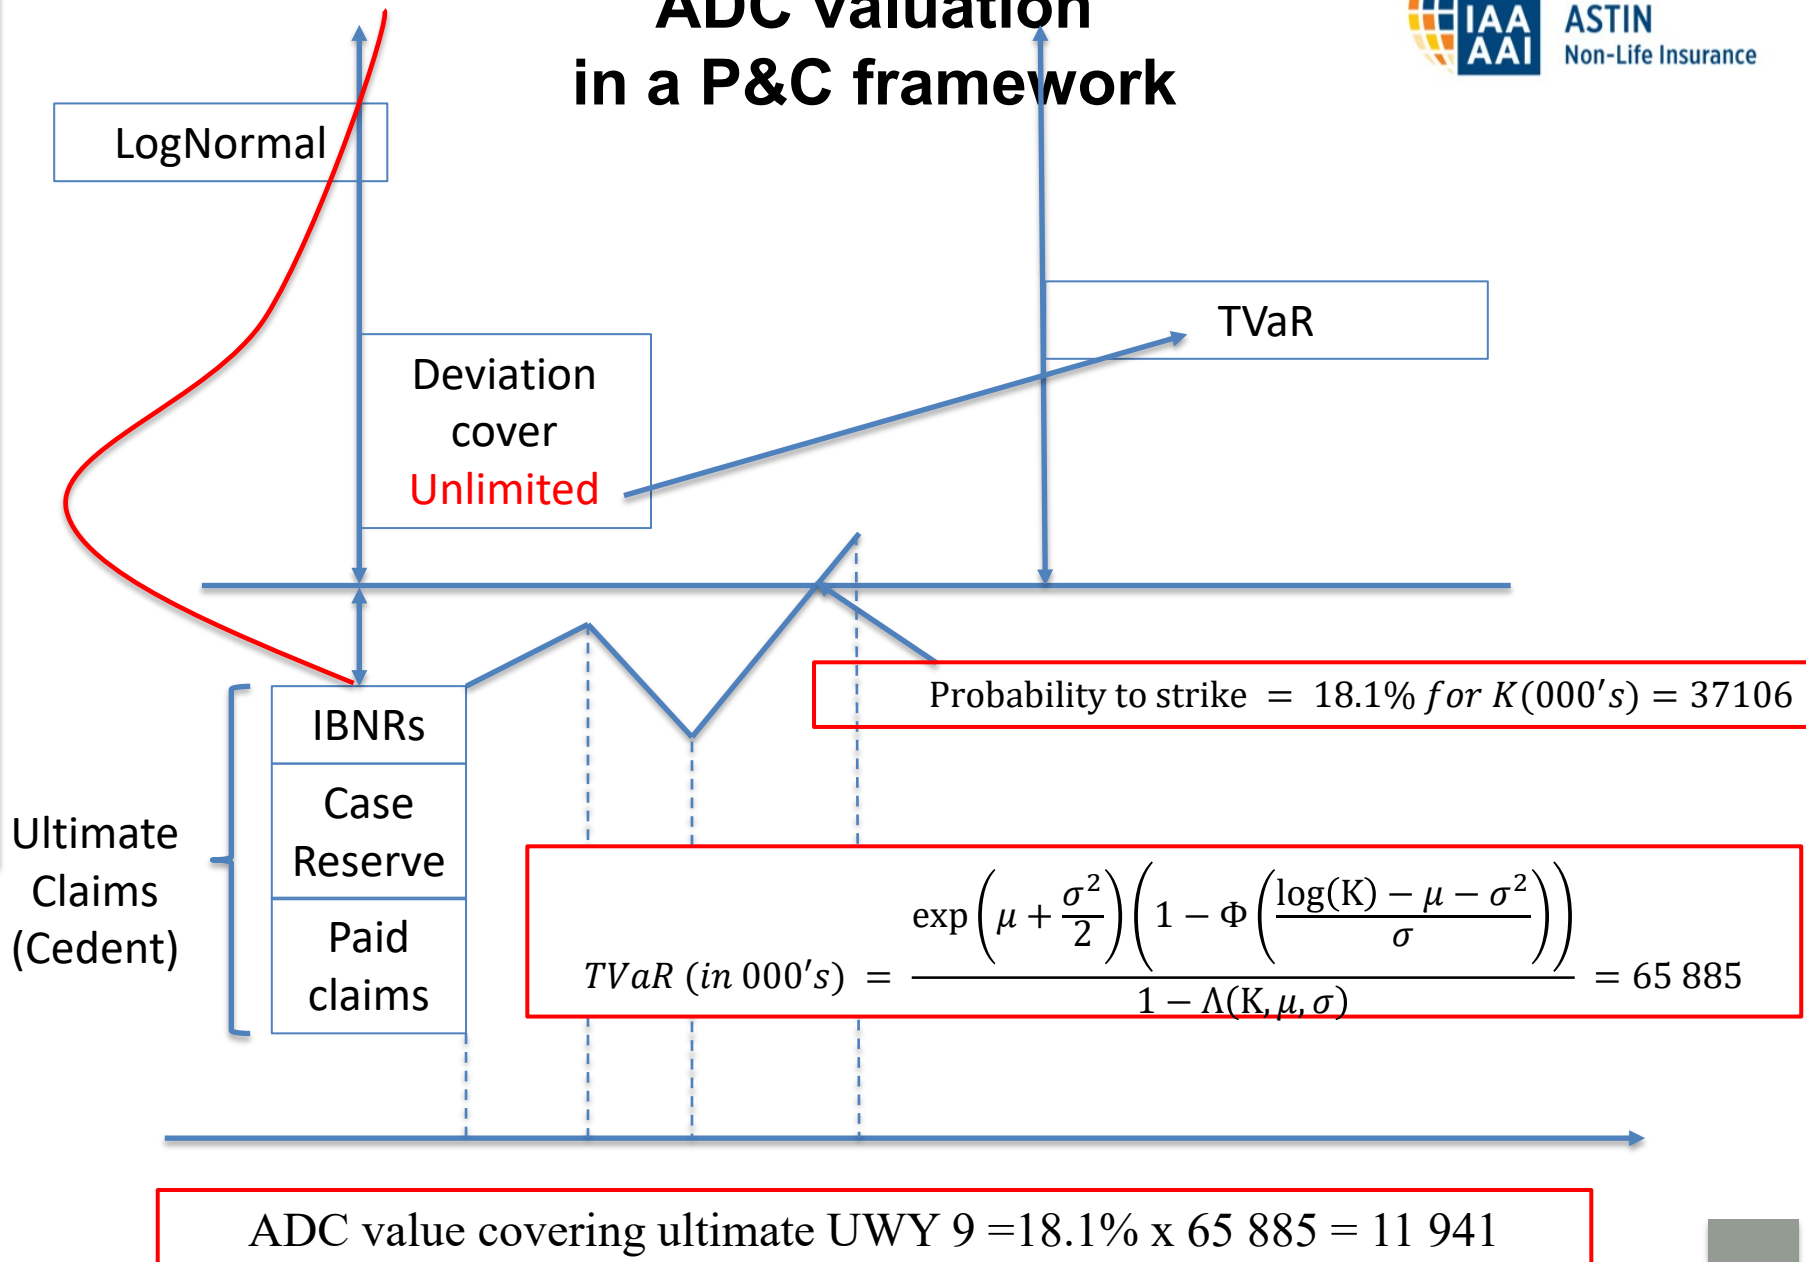 ADC Valuation
in a P&C framework
IAA
AAI
ASTIN
Non-Life Insurance
LogNormal
TVaR
Deviation
cover
Unlimited
Probability to strike = 18.1% for K(000's) = 37106
IBNRs
Case
Reserve
Paid
claims
Ultimate
Claims
(Cedent)
TVaR (in 000's) = exp(μ + σ²/2)(1 − Φ((log(K) − μ − σ²)/σ)) / (1 − Λ(K, μ, σ)) = 65 885
ADC value covering ultimate UWY 9 =18.1% x 65 885 = 11 941